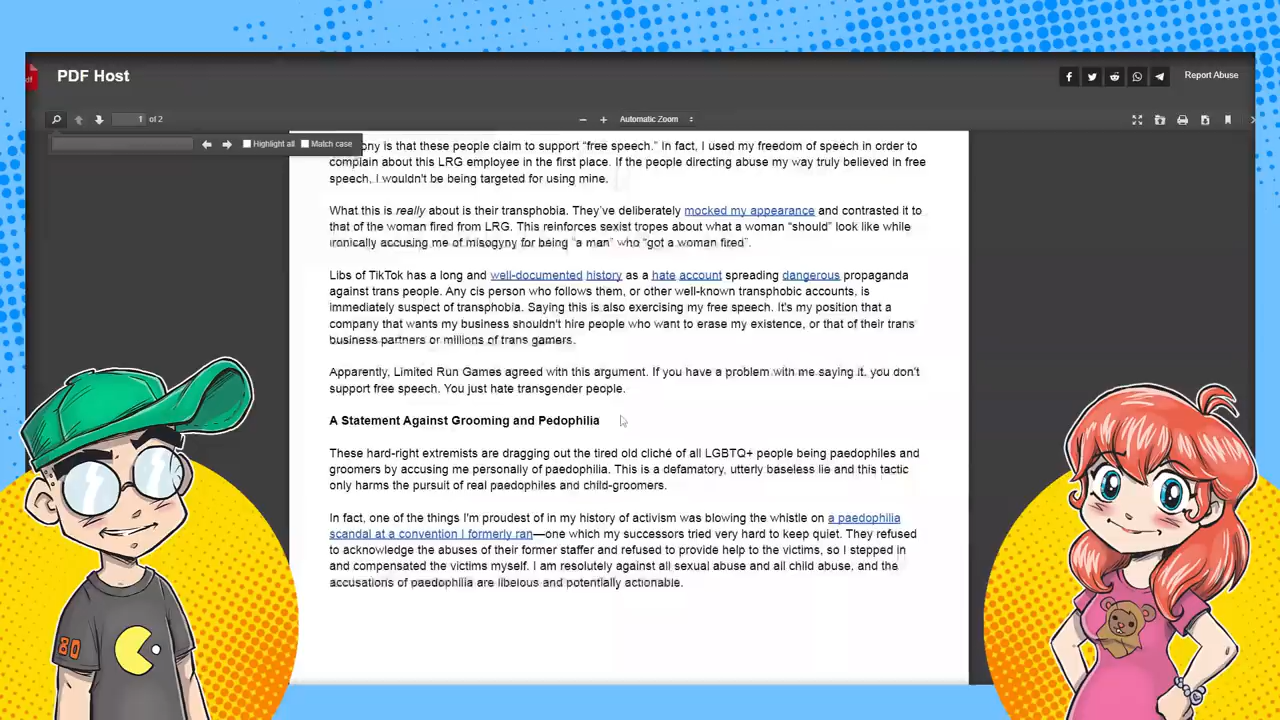 PDF Host
Report Abuse
1 of 2
Automatic Zoom
Highlight all Match case
ony is that these people claim to support “free speech.” In fact, I used my freedom of speech in order to
complain about this LRG employee in the first place. If the people directing abuse my way truly believed in free
speech, I wouldn't be being targeted for using mine.
What this is really about is their transphobia. They’ve deliberately mocked my appearance and contrasted it to
that of the woman fired from LRG. This reinforces sexist tropes about what a woman “should” look like while
ironically accusing me of misogyny for being “a man” who “got a woman fired”.
Libs of TikTok has a long and well-documented history as a hate account spreading dangerous propaganda
against trans people. Any cis person who follows them, or other well-known transphobic accounts, is
immediately suspect of transphobia. Saying this is also exercising my free speech. It's my position that a
company that wants my business shouldn't hire people who want to erase my existence, or that of their trans
business partners or millions of trans gamers.
Apparently, Limited Run Games agreed with this argument. If you have a problem with me saying it, you don't
support free speech. You just hate transgender people.
A Statement Against Grooming and Pedophilia
These hard-right extremists are dragging out the tired old cliché of all LGBTQ+ people being paedophiles and
groomers by accusing me personally of paedophilia. This is a defamatory, utterly baseless lie and this tactic
only harms the pursuit of real paedophiles and child-groomers.
In fact, one of the things I'm proudest of in my history of activism was blowing the whistle on a paedophilia
scandal at a convention I formerly ran—one which my successors tried very hard to keep quiet. They refused
to acknowledge the abuses of their former staffer and refused to provide help to the victims, so I stepped in
and compensated the victims myself. I am resolutely against all sexual abuse and all child abuse, and the
accusations of paedophilia are libelous and potentially actionable.
80